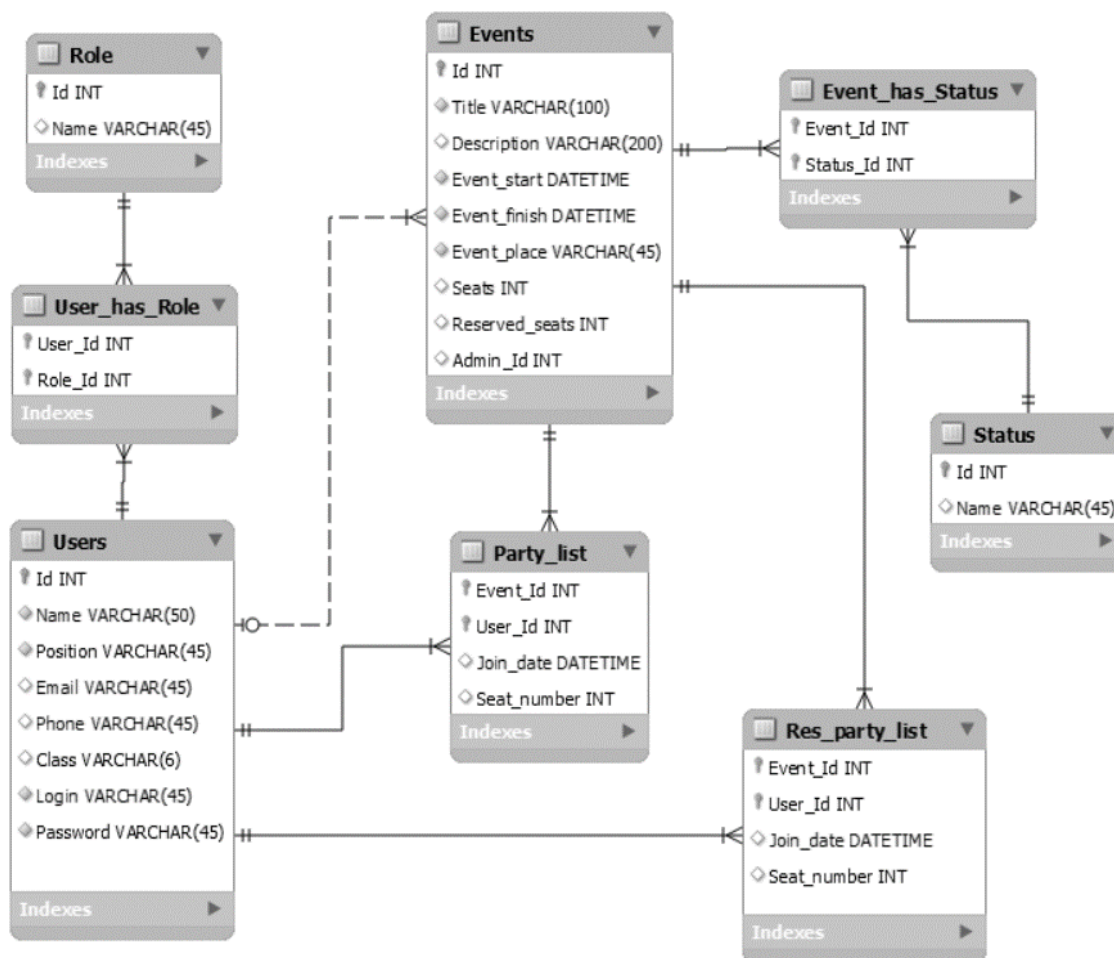 Role
Id INT
Name VARCHAR(45)
Indexes
User_has_Role
User_Id INT
Role_Id INT
Indexes
Users
Id INT
Name VARCHAR(50)
Position VARCHAR(45)
Email VARCHAR(45)
Phone VARCHAR(45)
Class VARCHAR(6)
Login VARCHAR(45)
Password VARCHAR(45)
Indexes
Events
Id INT
Title VARCHAR(100)
Description VARCHAR(200)
Event_start DATETIME
Event_finish DATETIME
Event_place VARCHAR(45)
Seats INT
Reserved_seats INT
Admin_Id INT
Indexes
Party_list
Event_Id INT
User_Id INT
Join_date DATETIME
Seat_number INT
Indexes
Event_has_Status
Event_Id INT
Status_Id INT
Indexes
Status
Id INT
Name VARCHAR(45)
Indexes
Res_party_list
Event_Id INT
User_Id INT
Join_date DATETIME
Seat_number INT
Indexes